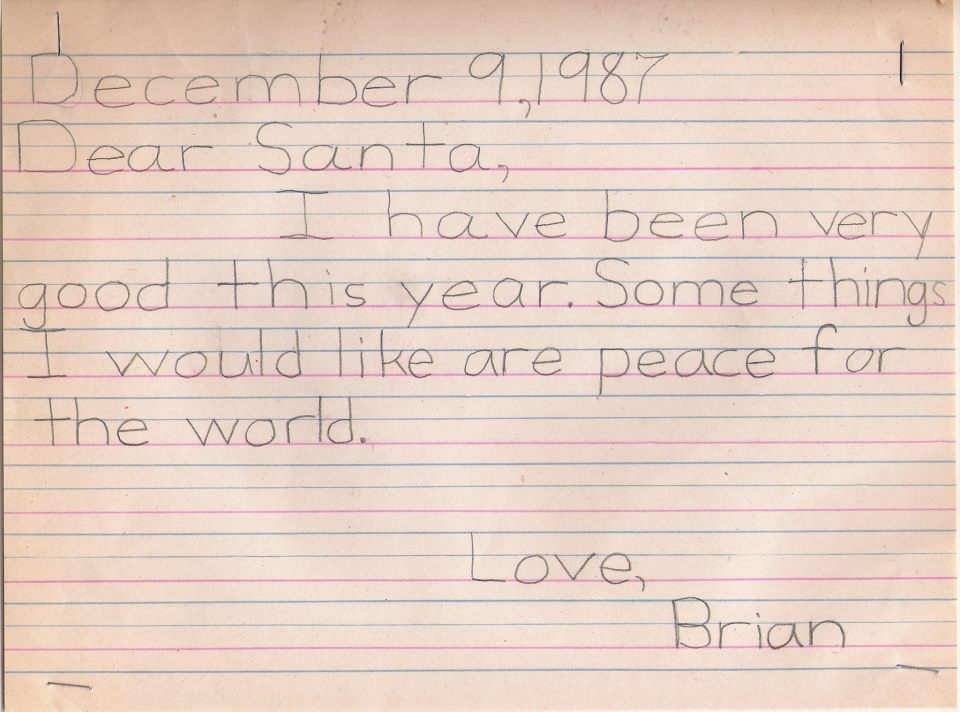 December 9, 1987
Dear Santa,
I have been very
good this year. Some things
I would like are peace for
the world.
Love,
Brian